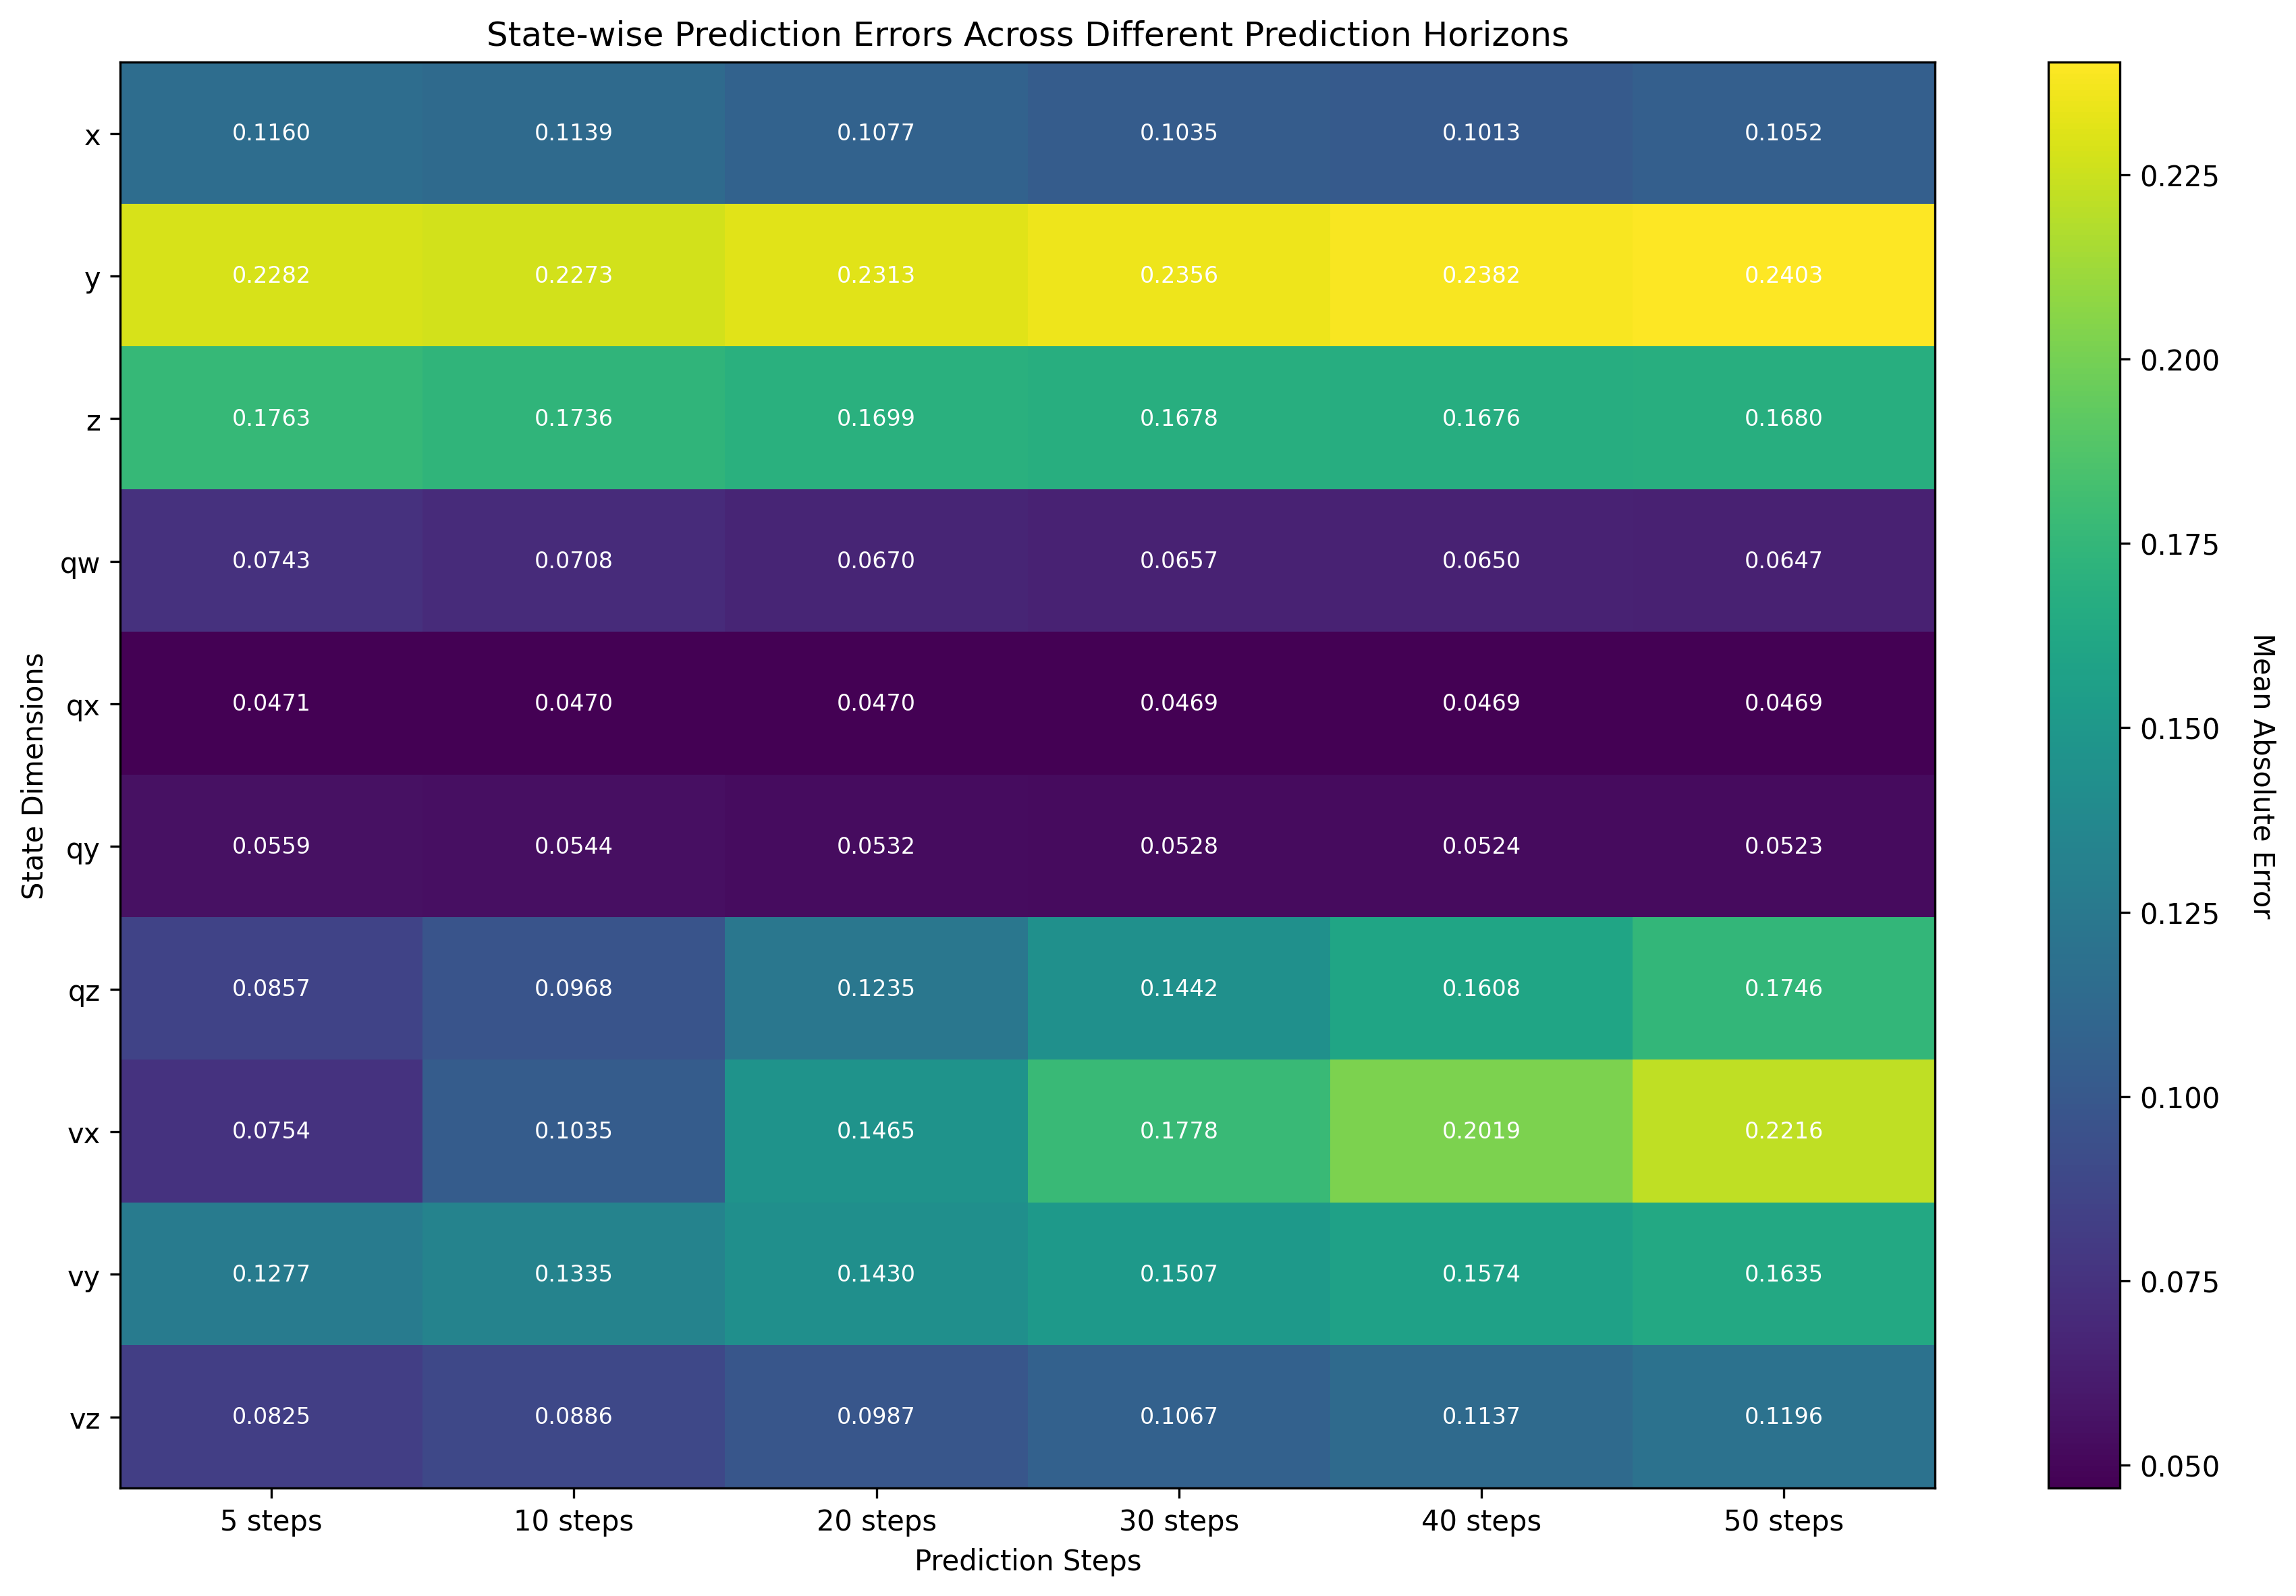 State-wise Prediction Errors Across Different Prediction Horizons
x 0.1160 0.1139 0.1077 0.1035 0.1013 0.1052
y 0.2282 0.2273 0.2313 0.2356 0.2382 0.2403
z 0.1763 0.1736 0.1699 0.1678 0.1676 0.1680
qw 0.0743 0.0708 0.0670 0.0657 0.0650 0.0647
qx 0.0471 0.0470 0.0470 0.0469 0.0469 0.0469
qy 0.0559 0.0544 0.0532 0.0528 0.0524 0.0523
qz 0.0857 0.0968 0.1235 0.1442 0.1608 0.1746
vx 0.0754 0.1035 0.1465 0.1778 0.2019 0.2216
vy 0.1277 0.1335 0.1430 0.1507 0.1574 0.1635
vz 0.0825 0.0886 0.0987 0.1067 0.1137 0.1196
5 steps 10 steps 20 steps 30 steps 40 steps 50 steps
Prediction Steps
State Dimensions
0.225
0.200
0.175
0.150
0.125
0.100
0.075
0.050
Mean Absolute Error